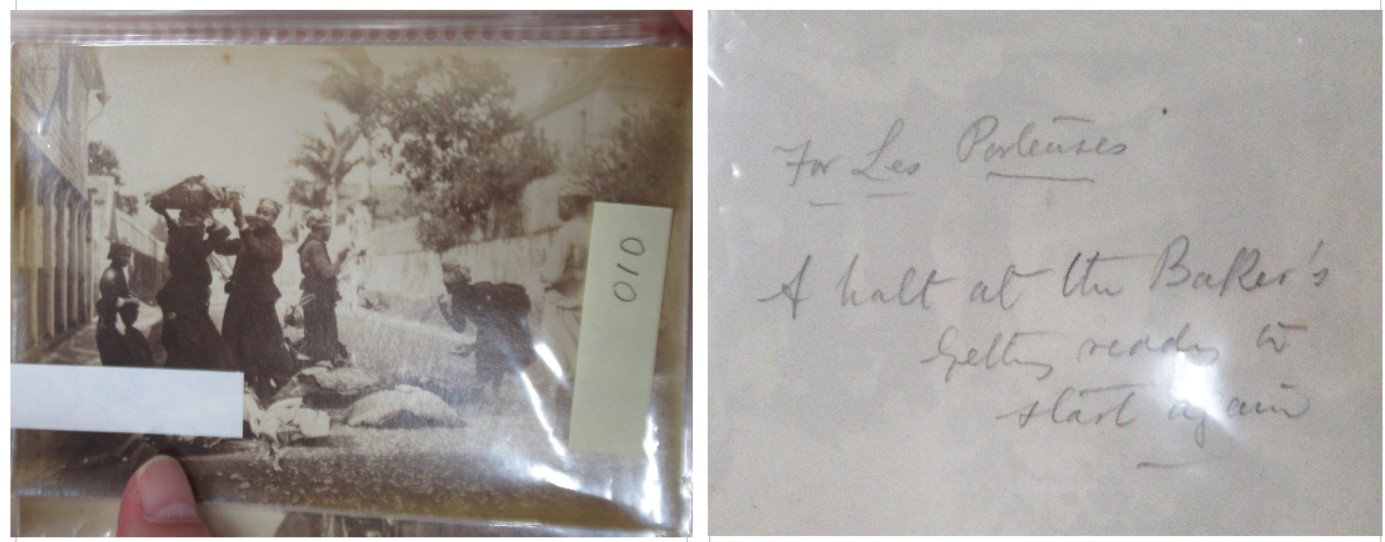 010
For Les Porteuses
A halt at the Baker's
Getting ready to
start again